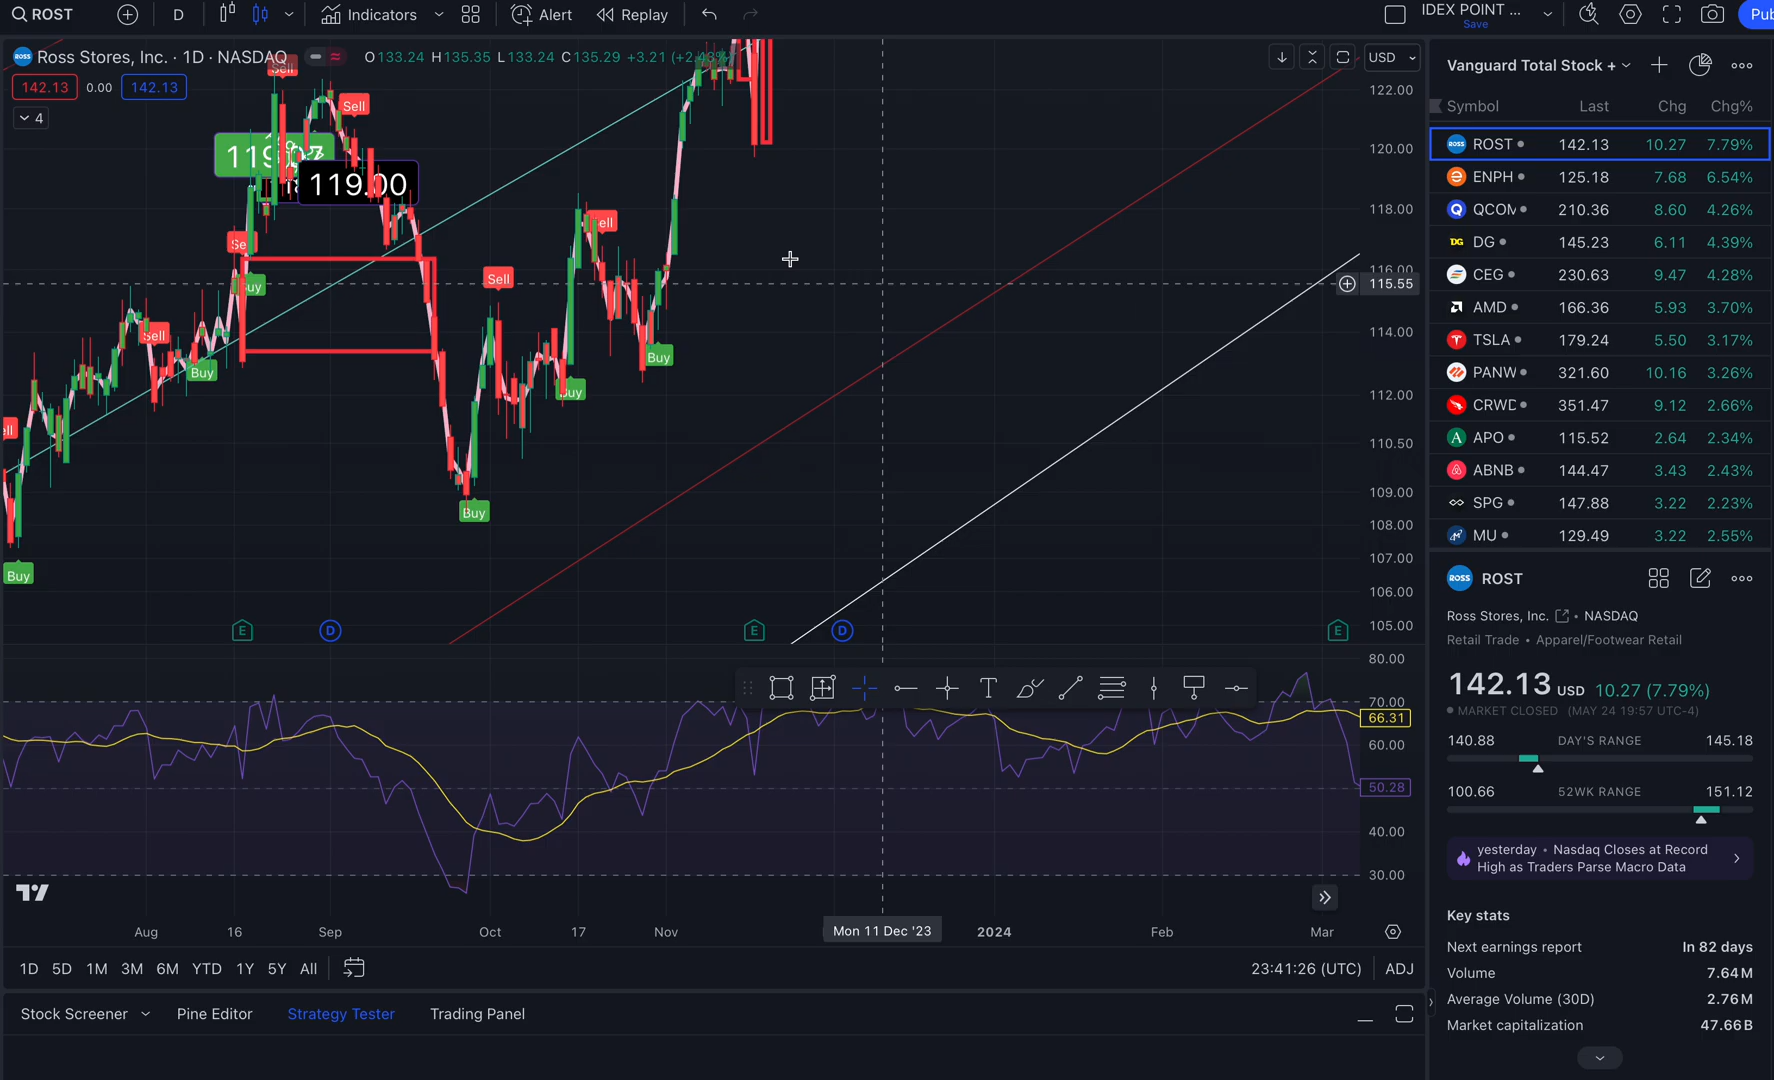 ROST
D
Indicators
Alert
Replay
IDEX POINT ...
Save
Pu
Ross Stores, Inc. · 1D · NASDAQ
O133.24 H135.35 L133.24 C135.29 +3.21 (+2.43%)
142.13 0.00 142.13
4
USD
122.00
120.00
118.00
116.00
115.55
114.00
112.00
110.50
109.00
108.00
107.00
106.00
105.00
Sell
Sell
119.00
Sell
Buy
Sell
Buy
Sell
Buy
Buy
Buy
Buy
E D E D E
80.00
70.00
66.31
60.00
50.28
40.00
30.00
Aug 16 Sep Oct 17 Nov Mon 11 Dec '23 2024 Feb Mar
1D 5D 1M 3M 6M YTD 1Y 5Y All
23:41:26 (UTC) ADJ
Stock Screener Pine Editor Strategy Tester Trading Panel
Vanguard Total Stock +
Symbol Last Chg Chg%
ROSS ROST 142.13 10.27 7.79%
ENPH 125.18 7.68 6.54%
QCOM 210.36 8.60 4.26%
DG DG 145.23 6.11 4.39%
CEG 230.63 9.47 4.28%
AMD 166.36 5.93 3.70%
TSLA 179.24 5.50 3.17%
PANW 321.60 10.16 3.26%
CRWD 351.47 9.12 2.66%
A APO 115.52 2.64 2.34%
ABNB 144.47 3.43 2.43%
SPG 147.88 3.22 2.23%
MU 129.49 3.22 2.55%
ROSS ROST
Ross Stores, Inc. • NASDAQ
Retail Trade • Apparel/Footwear Retail
142.13 USD 10.27 (7.79%)
MARKET CLOSED (MAY 24 19:57 UTC-4)
140.88 DAY'S RANGE 145.18
100.66 52WK RANGE 151.12
yesterday • Nasdaq Closes at Record
High as Traders Parse Macro Data
Key stats
Next earnings report In 82 days
Volume 7.64M
Average Volume (30D) 2.76M
Market capitalization 47.66B